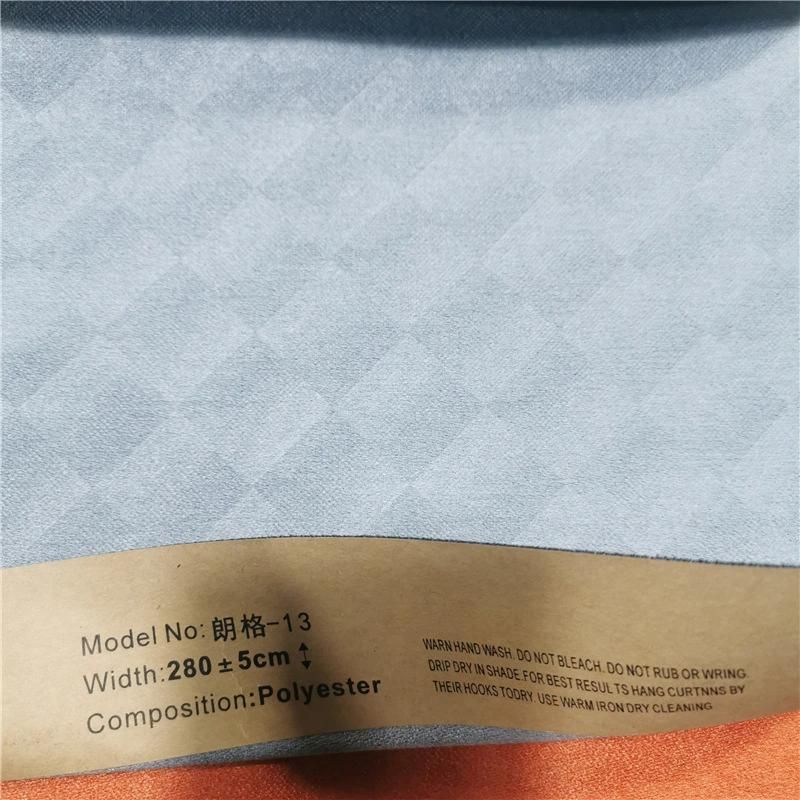 Model No: 朗格-13
Width:280±5cm
Composition:Polyester
WARN HAND WASH. DO NOT BLEACH. DO NOT RUB OR WRING.
DRIP DRY IN SHADE.FOR BEST RESULTS HANG CURTNNS BY
THEIR HOOKS TODRY. USE WARM IRON DRY CLEANING